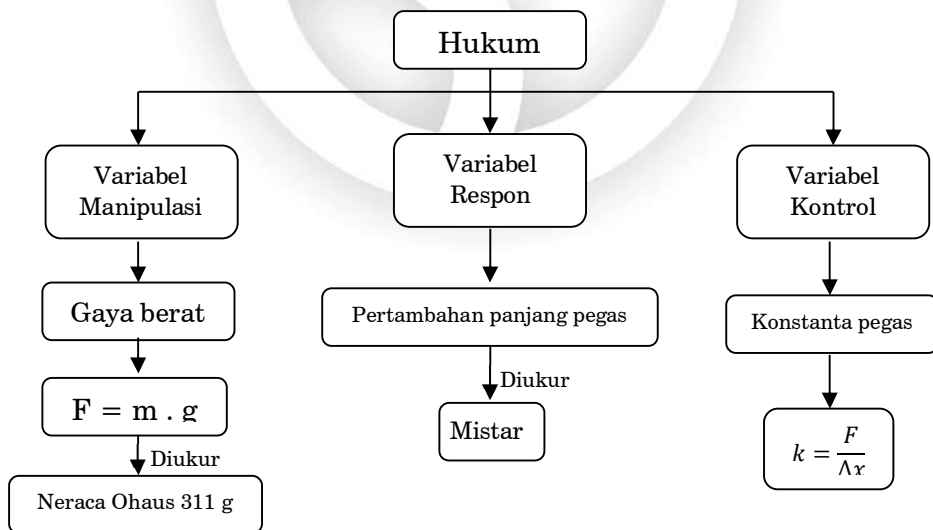 Hukum
Variabel
Manipulasi
Variabel
Respon
Variabel
Kontrol
Gaya berat
Pertambahan panjang pegas
Konstanta pegas
F = m . g
Diukur
Diukur
Mistar
k = F / Δx
Neraca Ohaus 311 g